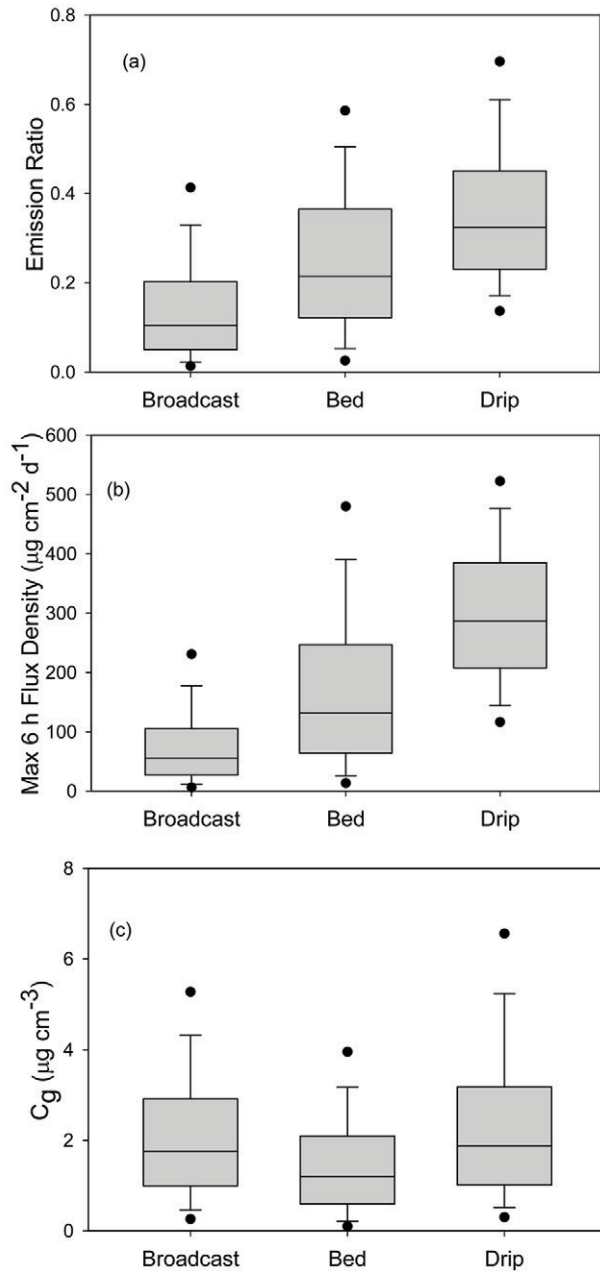 0.8
(a)
0.6
0.4
0.2
0.0
Emission Ratio
Broadcast Bed Drip
600
500
(b)
400
300
200
100
0
Max 6 h Flux Density (µg cm⁻² d⁻¹)
Broadcast Bed Drip
8
(c)
6
4
2
0
Cg (µg cm⁻³)
Broadcast Bed Drip